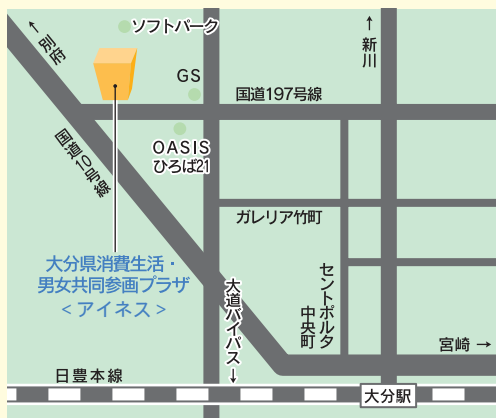 ソフトパーク
↑
別府
↑
新川
GS
国道197号線
OASIS
ひろば21
国道10号線
ガレリア竹町
大分県消費生活・
男女共同参画プラザ
<アイネス>
大道バイパス↓
セントポルタ
中央町
宮崎→
日豊本線
大分駅